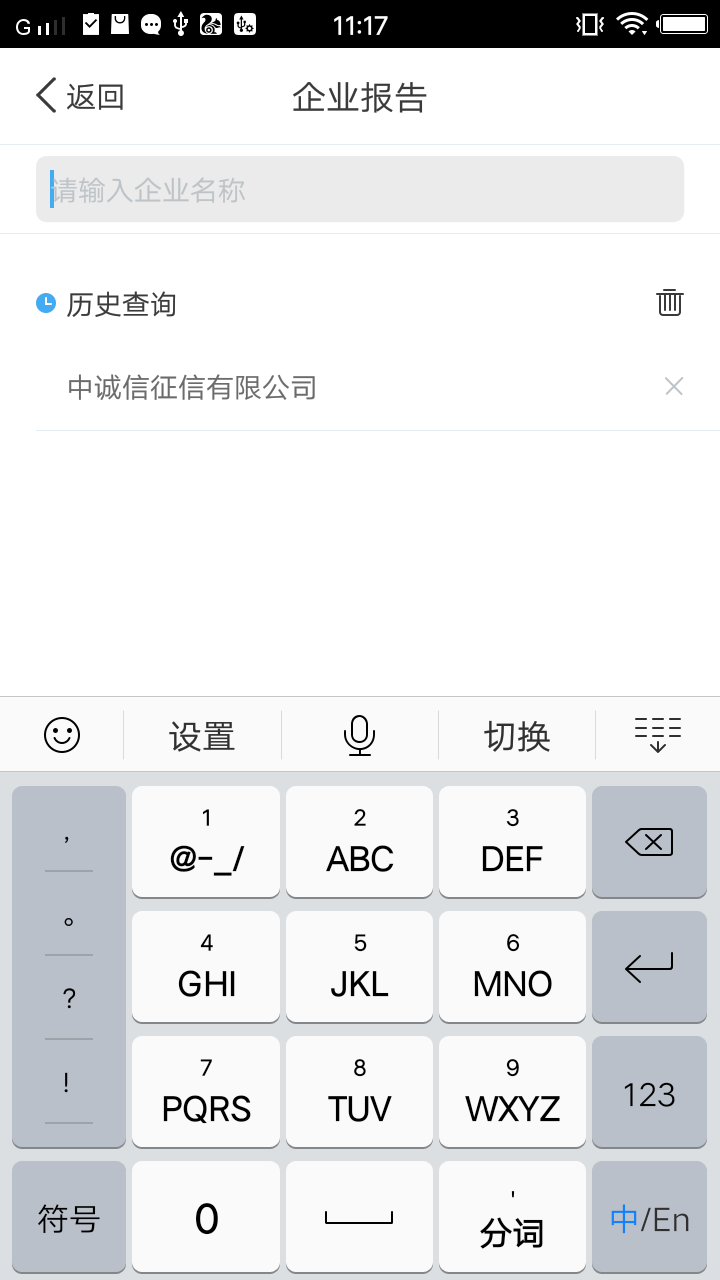 G 11:17
返回 企业报告
请输入企业名称
历史查询
中诚信征信有限公司
设置 切换
,
1
@-_/
2
ABC
3
DEF
。
4
GHI
5
JKL
6
MNO
?
!
7
PQRS
8
TUV
9
WXYZ
123
符号
0
'
分词
中/En